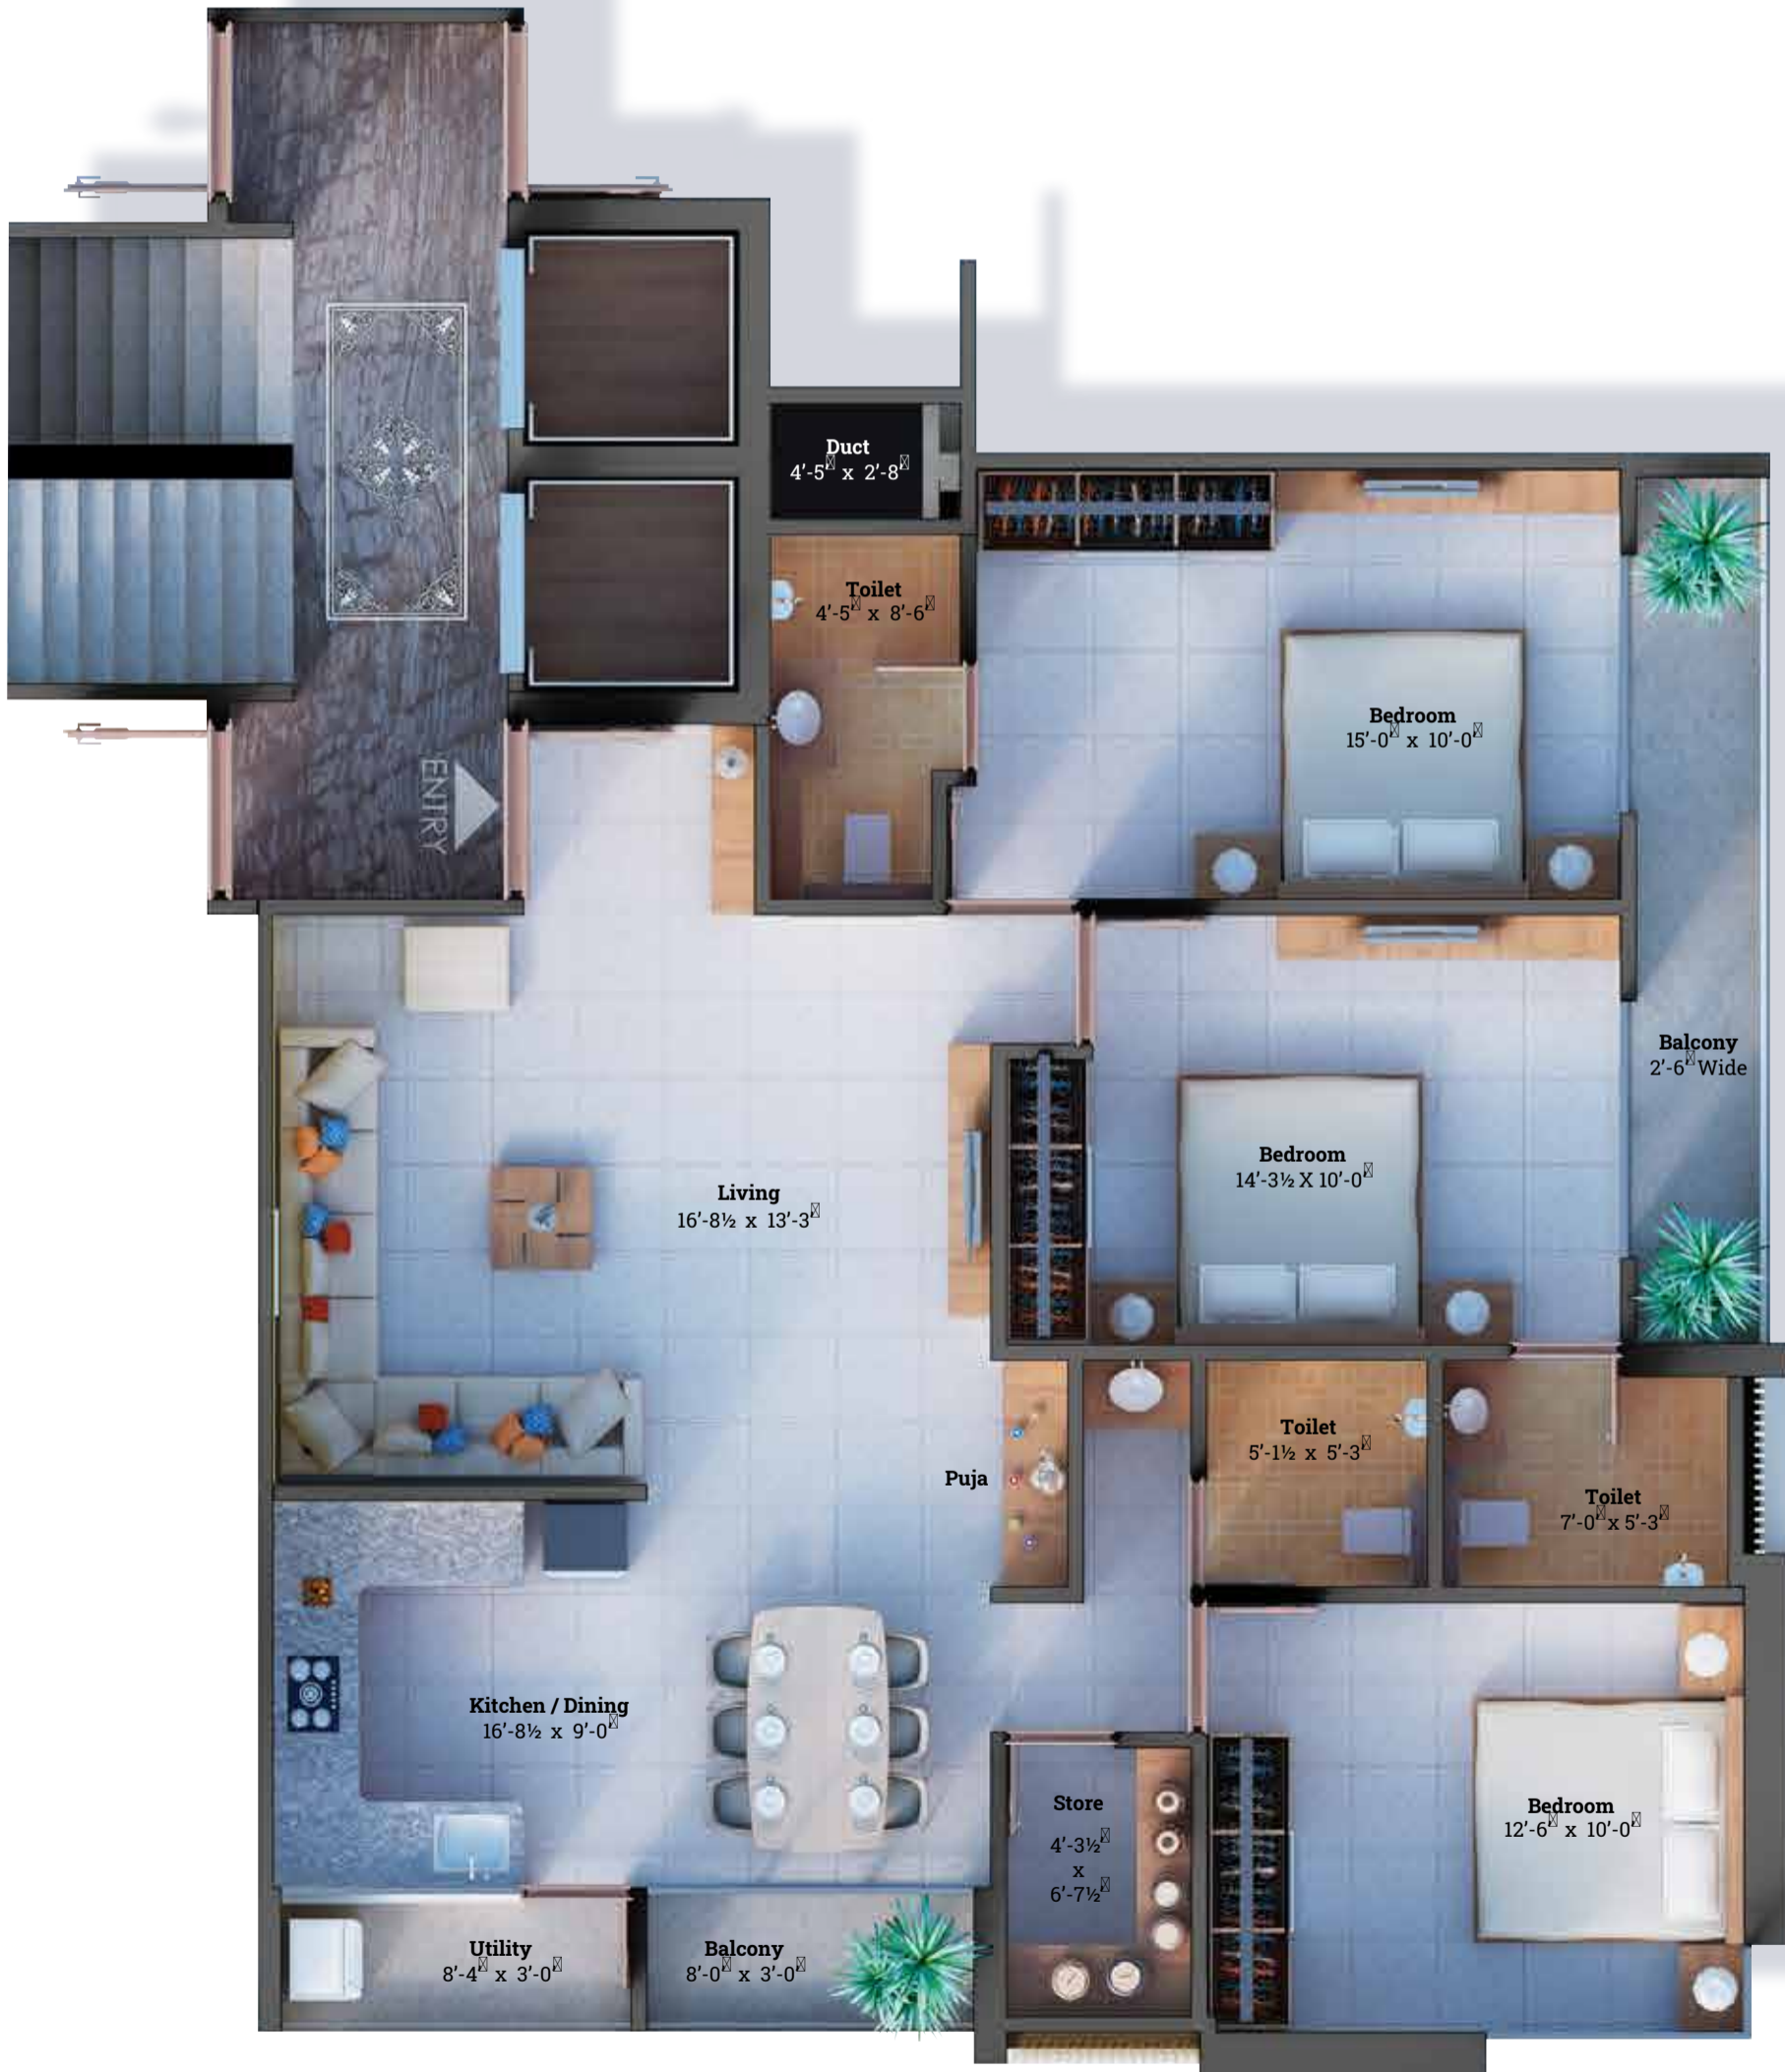 Duct
4'-5" x 2'-8"
Toilet
4'-5" x 8'-6"
Bedroom
15'-0" x 10'-0"
ENTRY
Balcony
2'-6" Wide
Bedroom
14'-3½ X 10'-0"
Living
16'-8½ x 13'-3"
Toilet
5'-1½ x 5'-3"
Puja
Toilet
7'-0" x 5'-3"
Kitchen / Dining
16'-8½ x 9'-0"
Store
4'-3½"
x
6'-7½"
Bedroom
12'-6" x 10'-0"
Utility
8'-4" x 3'-0"
Balcony
8'-0" x 3'-0"